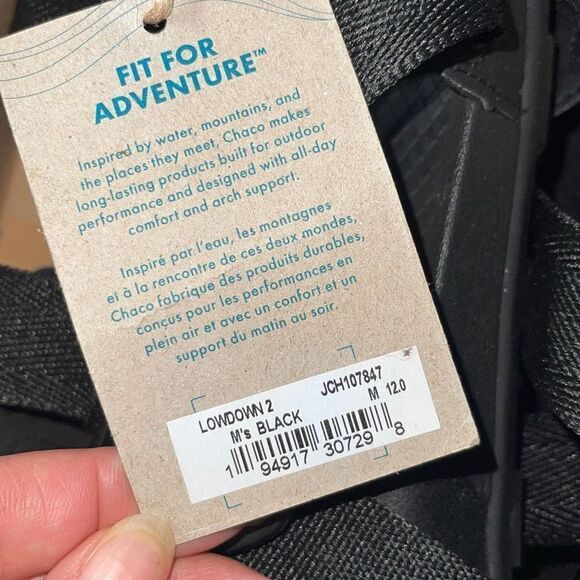 FIT FOR
ADVENTURE™
Inspired by water, mountains, and
the places they meet, Chaco makes
long-lasting products built for outdoor
performance and designed with all-day
comfort and arch support.
Inspiré par l'eau, les montagnes
et à la rencontre de ces deux mondes,
Chaco fabrique des produits durables,
conçus pour les performances en
plein air et avec un confort et un
support du matin au soir.
LOWDOWN 2 JCH107847
M's BLACK M 12.0
1 94917 30729 8